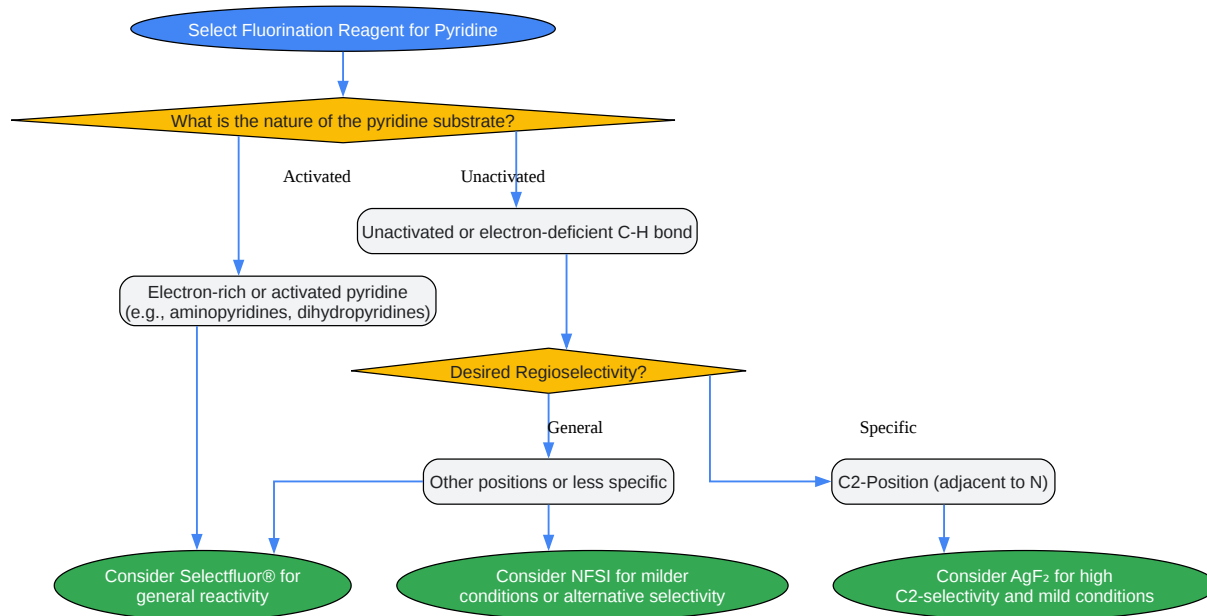 Select Fluorination Reagent for Pyridine
What is the nature of the pyridine substrate?
Activated
Unactivated
Unactivated or electron-deficient C-H bond
Electron-rich or activated pyridine
(e.g., aminopyridines, dihydropyridines)
Desired Regioselectivity?
General
Specific
Other positions or less specific
C2-Position (adjacent to N)
Consider Selectfluor® for
general reactivity
Consider NFSI for milder
conditions or alternative selectivity
Consider AgF₂ for high
C2-selectivity and mild conditions